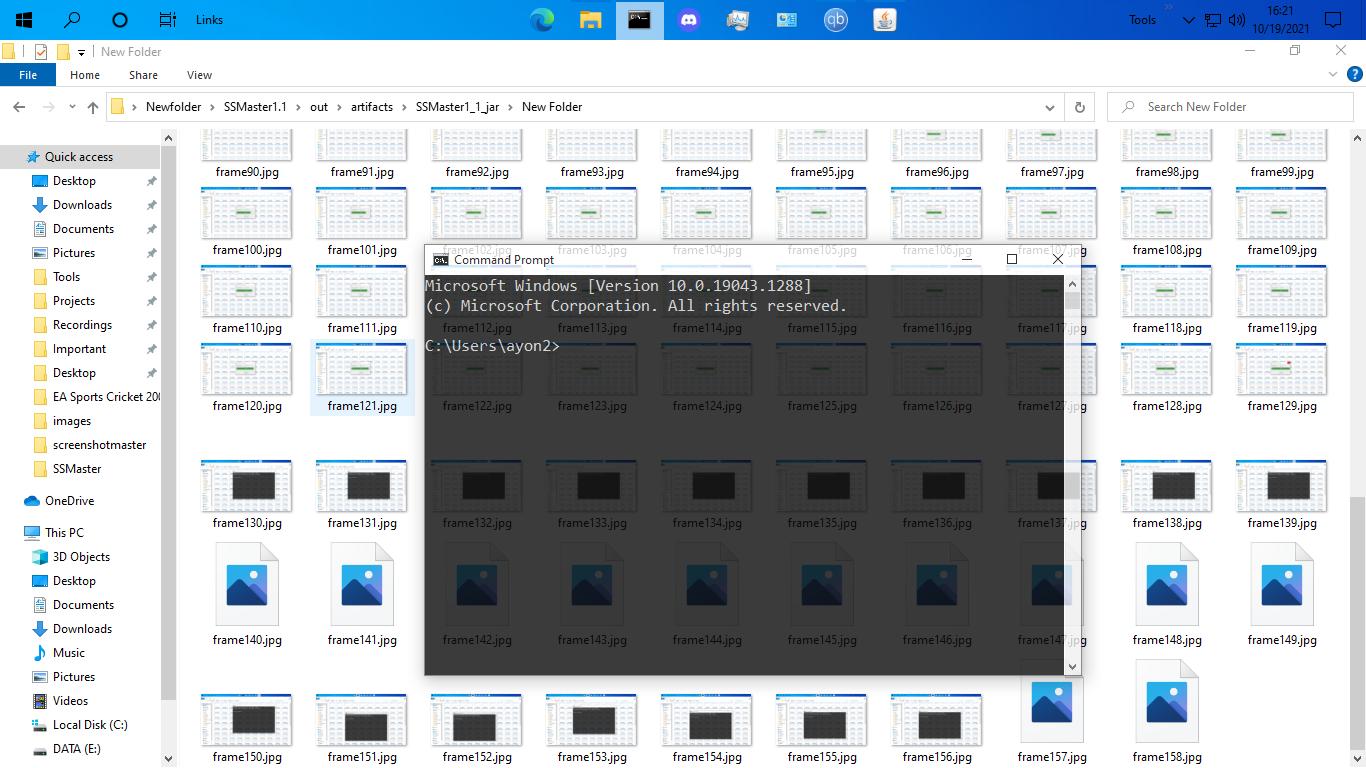 Links
Tools
16:21
10/19/2021
New Folder
File Home Share View
Newfolder SSMaster1.1 out artifacts SSMaster1_1_jar New Folder
Search New Folder
Quick access
Desktop
Downloads
Documents
Pictures
Tools
Projects
Recordings
Important
Desktop
EA Sports Cricket 200
images
screenshotmaster
SSMaster
OneDrive
This PC
3D Objects
Desktop
Documents
Downloads
Music
Pictures
Videos
Local Disk (C:)
DATA (E:)
frame90.jpg frame91.jpg frame92.jpg frame93.jpg frame94.jpg frame95.jpg frame96.jpg frame97.jpg frame98.jpg frame99.jpg
frame100.jpg frame101.jpg frame102.jpg frame103.jpg frame104.jpg frame105.jpg frame106.jpg frame107.jpg frame108.jpg frame109.jpg
Command Prompt
Microsoft Windows [Version 10.0.19043.1288]
(c) Microsoft Corporation. All rights reserved.
C:\Users\ayon2>
frame110.jpg frame111.jpg frame112.jpg frame113.jpg frame114.jpg frame115.jpg frame116.jpg frame117.jpg frame118.jpg frame119.jpg
frame120.jpg frame121.jpg frame122.jpg frame123.jpg frame124.jpg frame125.jpg frame126.jpg frame127.jpg frame128.jpg frame129.jpg
frame130.jpg frame131.jpg frame132.jpg frame133.jpg frame134.jpg frame135.jpg frame136.jpg frame137.jpg frame138.jpg frame139.jpg
frame140.jpg frame141.jpg frame142.jpg frame143.jpg frame144.jpg frame145.jpg frame146.jpg frame147.jpg frame148.jpg frame149.jpg
frame150.jpg frame151.jpg frame152.jpg frame153.jpg frame154.jpg frame155.jpg frame156.jpg frame157.jpg frame158.jpg